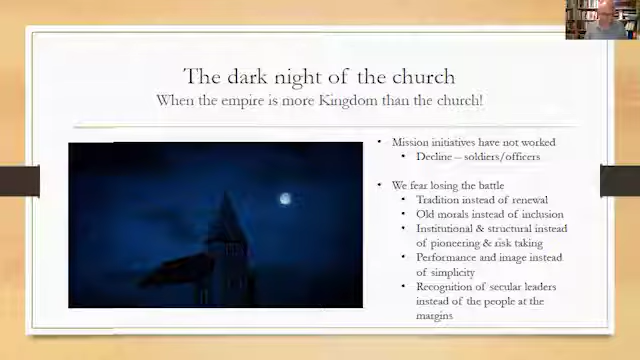 The dark night of the church
When the empire is more Kingdom than the church!
• Mission initiatives have not worked
• Decline – soldiers/officers
• We fear losing the battle
• Tradition instead of renewal
• Old morals instead of inclusion
• Institutional & structural instead
of pioneering & risk taking
• Performance and image instead
of simplicity
• Recognition of secular leaders
instead of the people at the
margins